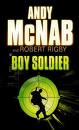 ANDY
McNAB
AND ROBERT RIGBY
BOY SOLDIER